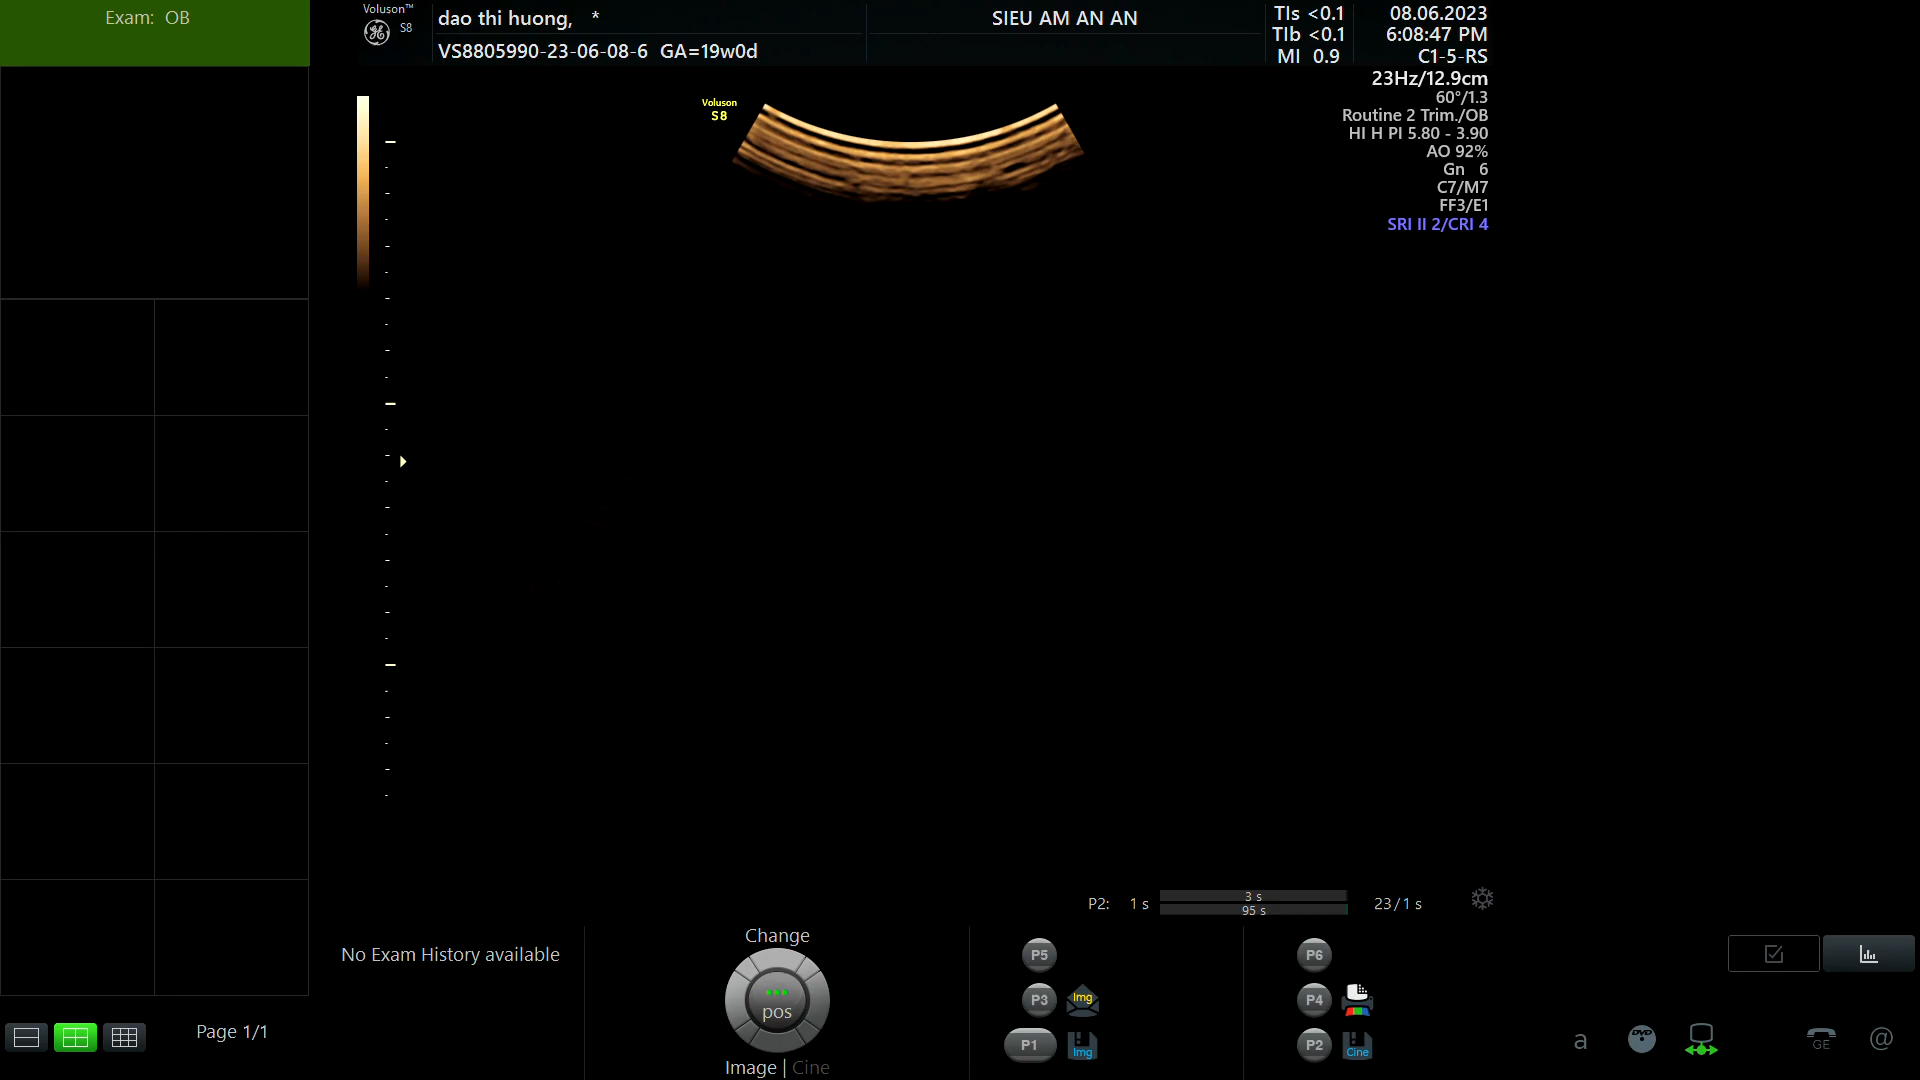 Exam: OB
Voluson™
S8
dao thi huong, *
VS8805990-23-06-08-6 GA=19w0d
SIEU AM AN AN
TIs <0.1
TIb <0.1
MI 0.9
08.06.2023
6:08:47 PM
C1-5-RS
23Hz/12.9cm
60°/1.3
Routine 2 Trim./OB
HI H PI 5.80 - 3.90
AO 92%
Gn 6
C7/M7
FF3/E1
SRI II 2/CRI 4
Voluson
S8
P2: 1 s
3 s
95 s
23/1 s
No Exam History available
Change
pos
Image | Cine
P5
P3 Img
P1 Img
P6
P4
P2 Cine
Page 1/1
a
DVD
GE
@